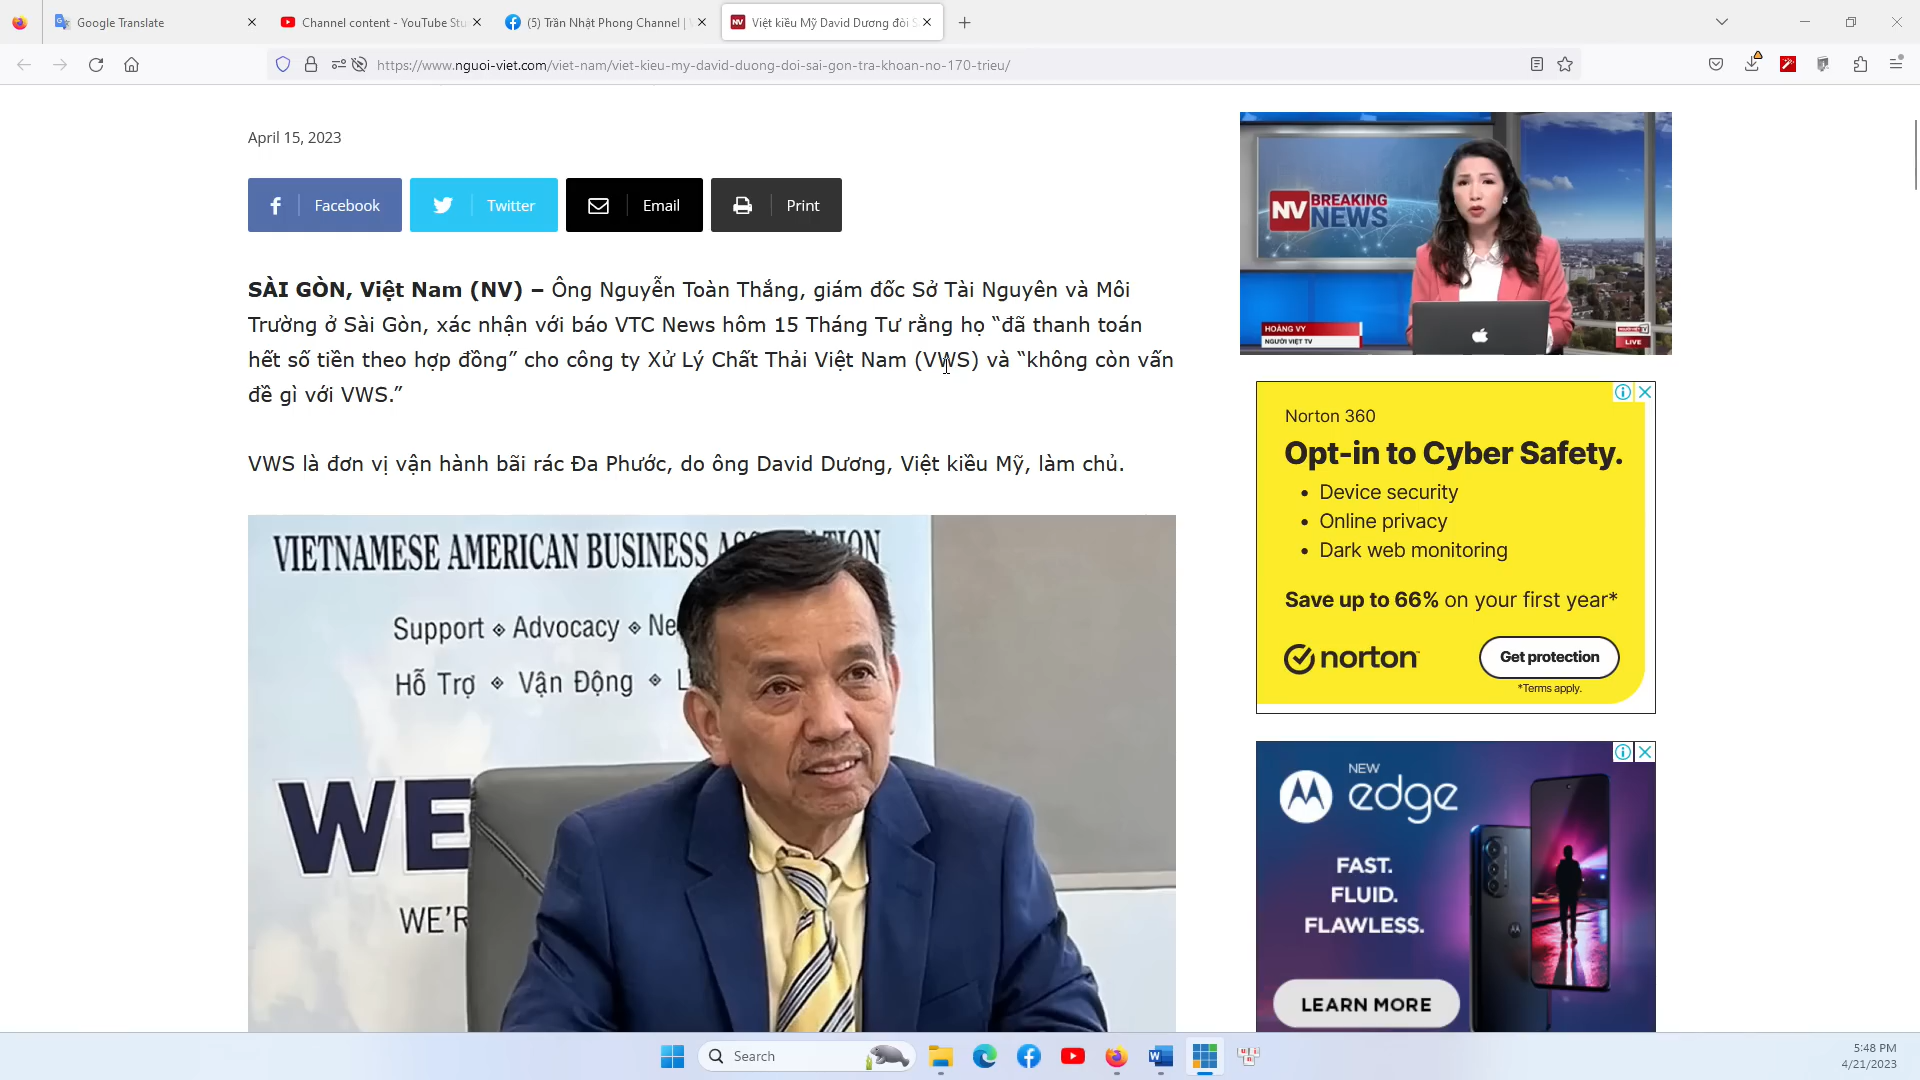 Google Translate
Channel content - YouTube Stu
(5) Trần Nhật Phong Channel |
Việt kiều Mỹ David Dương đòi S
https://www.nguoi-viet.com/viet-nam/viet-kieu-my-david-duong-doi-sai-gon-tra-khoan-no-170-trieu/
April 15, 2023
Facebook
Twitter
Email
Print
SÀI GÒN, Việt Nam (NV) – Ông Nguyễn Toàn Thắng, giám đốc Sở Tài Nguyên và Môi
Trường ở Sài Gòn, xác nhận với báo VTC News hôm 15 Tháng Tư rằng họ “đã thanh toán
hết số tiền theo hợp đồng” cho công ty Xử Lý Chất Thải Việt Nam (VWS) và “không còn vấn
đề gì với VWS.”
VWS là đơn vị vận hành bãi rác Đa Phước, do ông David Dương, Việt kiều Mỹ, làm chủ.
VIETNAMESE AMERICAN BUSINESS ASSOCIATION
Support ⟐ Advocacy ⟐ Ne
Hỗ Trợ ⟐ Vận Động ⟐ L
WE
WE'R
NV BREAKING
NEWS
HOÀNG VY
NGƯỜI VIỆT TV
LIVE
Norton 360
Opt-in to Cyber Safety.
• Device security
• Online privacy
• Dark web monitoring
Save up to 66% on your first year*
norton
Get protection
*Terms apply.
NEW
edge
FAST.
FLUID.
FLAWLESS.
LEARN MORE
Search
5:48 PM
4/21/2023